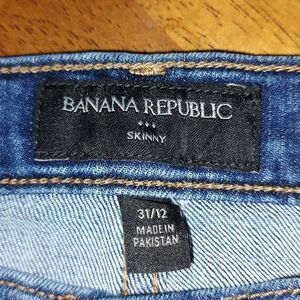 BANANA REPUBLIC
SKINNY
31/12
MADE IN
PAKISTAN